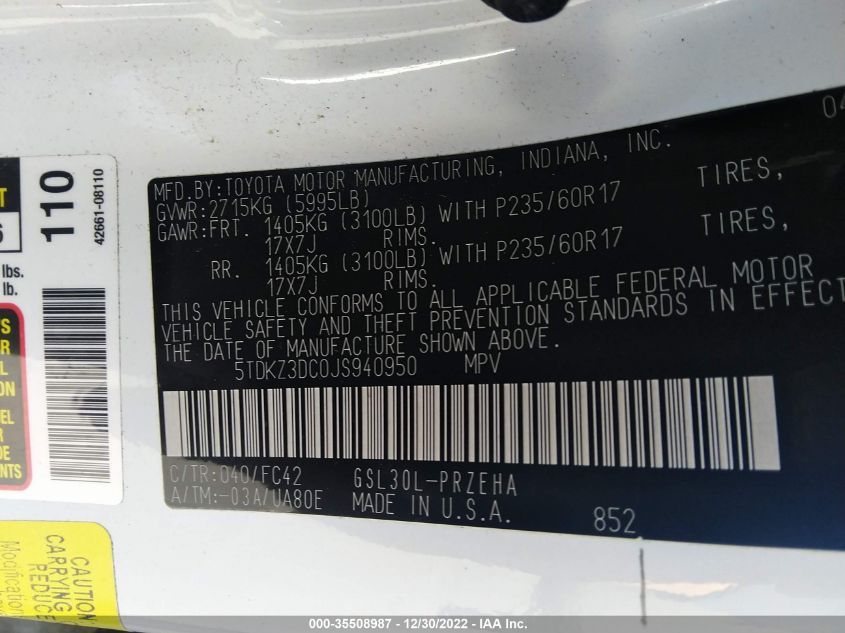 04
MFD.BY:TOYOTA MOTOR MANUFACTURING, INDIANA, INC.
GVWR:2715KG (5995LB)
GAWR:FRT. 1405KG (3100LB) WITH P235/60R17 TIRES,
17X7J RIMS.
RR. 1405KG (3100LB) WITH P235/60R17 TIRES,
17X7J RIMS.
THIS VEHICLE CONFORMS TO ALL APPLICABLE FEDERAL MOTOR
VEHICLE SAFETY AND THEFT PREVENTION STANDARDS IN EFFECT
THE DATE OF MANUFACTURE SHOWN ABOVE.
5TDKZ3DC0JS940950 MPV
C/TR:040/FC42 GSL30L-PRZEHA
A/TM:-03A/UA80E MADE IN U.S.A.
852
110
42661-08110
lbs.
lb.
CAUTION
CARRYING
REDUCE
Modification
000-35508987 - 12/30/2022 - IAA Inc.